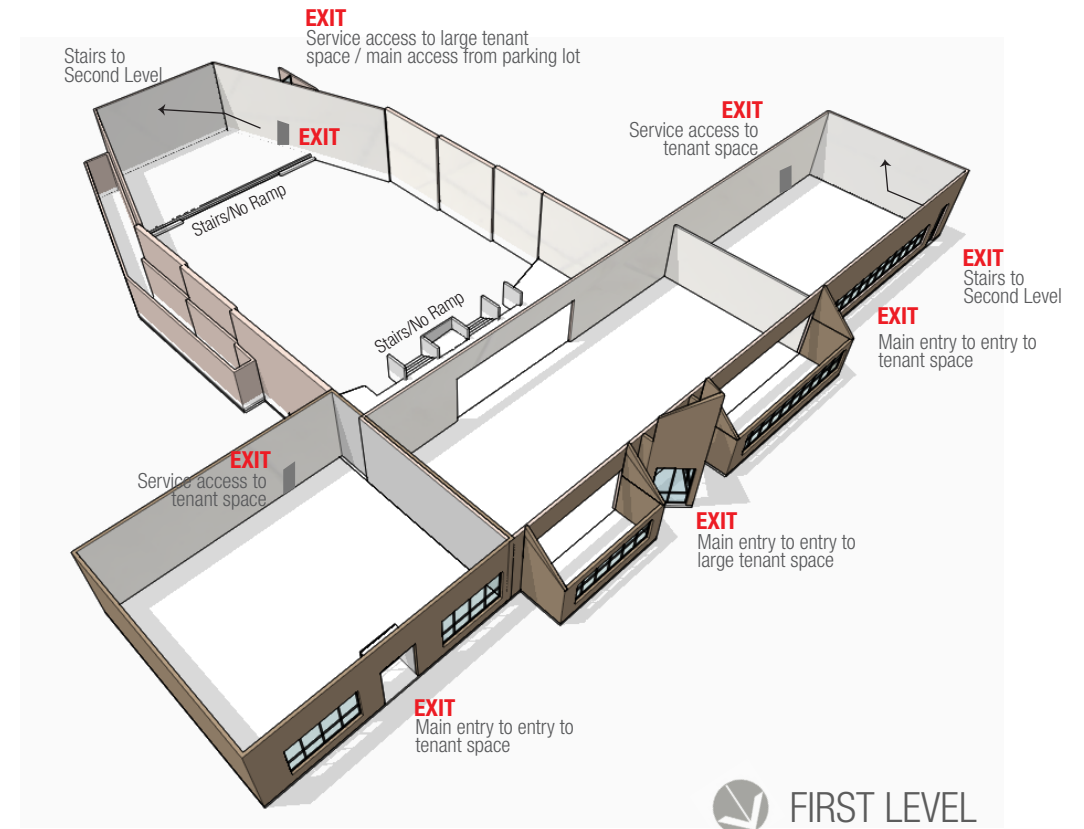 EXIT
Service access to large tenant
space / main access from parking lot
Stairs to
Second Level
EXIT
EXIT
Service access to
tenant space
Stairs/No Ramp
EXIT
Stairs to
Second Level
EXIT
Main entry to entry to
tenant space
Stairs/No Ramp
EXIT
Service access to
tenant space
EXIT
Main entry to entry to
large tenant space
EXIT
Main entry to entry to
tenant space
FIRST LEVEL